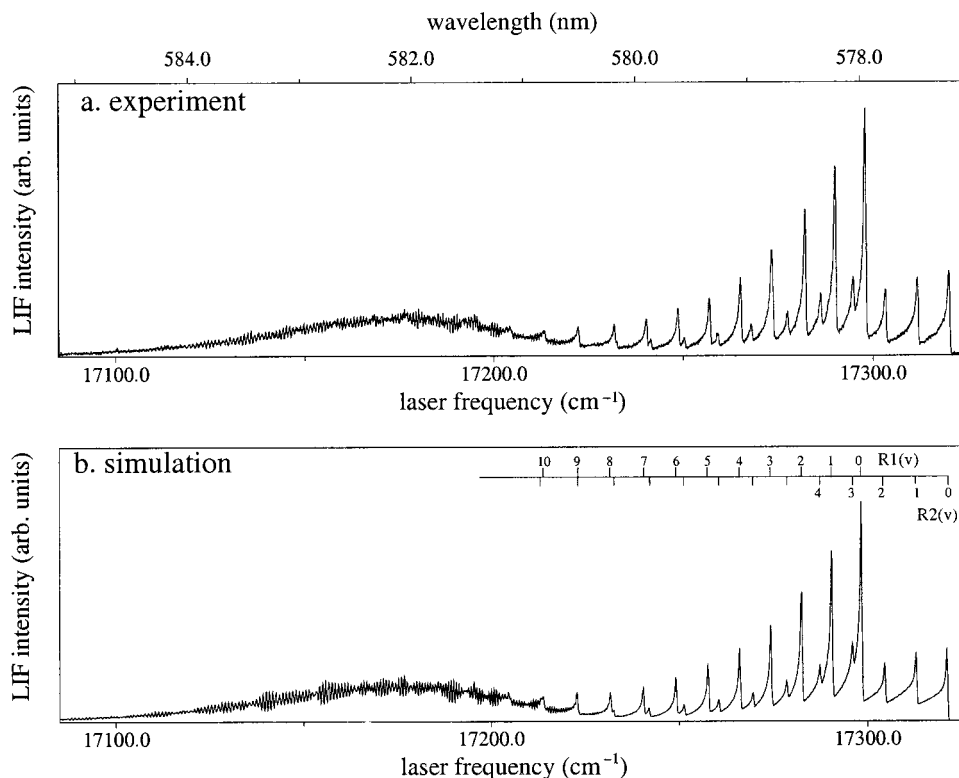 wavelength (nm)
584.0 582.0 580.0 578.0
a. experiment
LIF intensity (arb. units)
17100.0 17200.0 17300.0
laser frequency (cm⁻¹)
b. simulation
10 9 8 7 6 5 4 3 2 1 0 R1(v)
4 3 2 1 0
R2(v)
LIF intensity (arb. units)
17100.0 17200.0 17300.0
laser frequency (cm⁻¹)